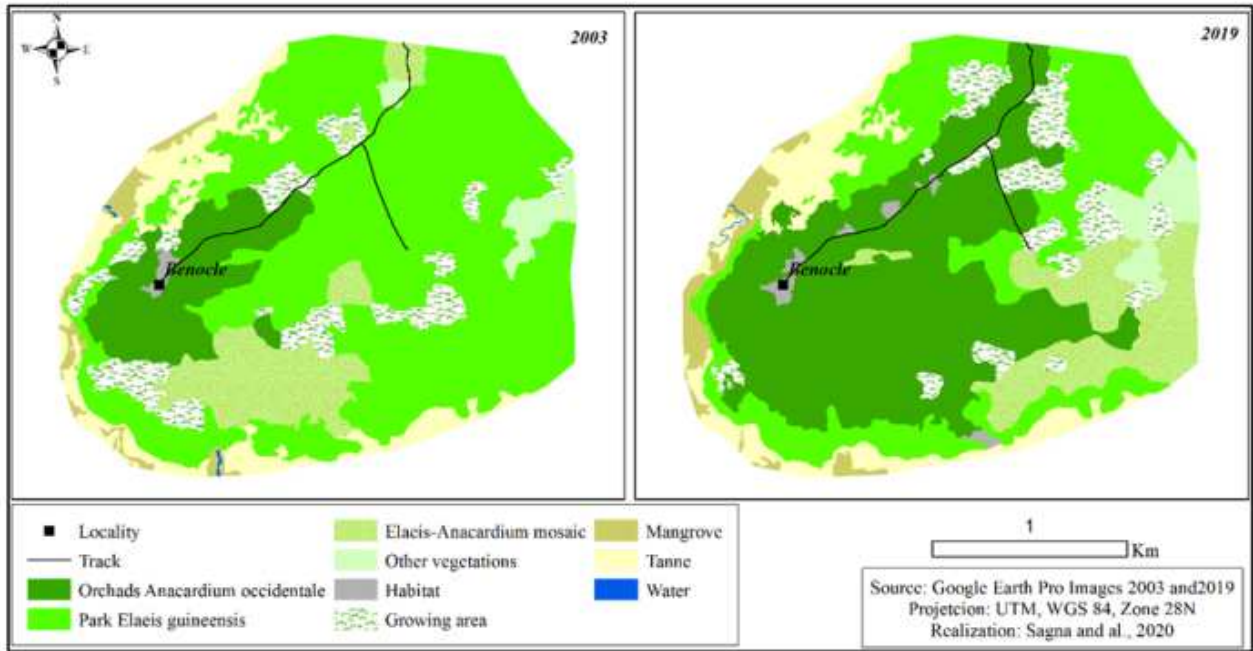 N
W E
S
2003
Benocle
2019
Benocle
Locality
Track
Orchads Anacardium occidentale
Park Elaeis guineensis
Elaeis-Anacardium mosaic
Other vegetations
Habitat
Growing area
Mangrove
Tanne
Water
1
Km
Source: Google Earth Pro Images 2003 and2019
Projetcion: UTM, WGS 84, Zone 28N
Realization: Sagna and al., 2020